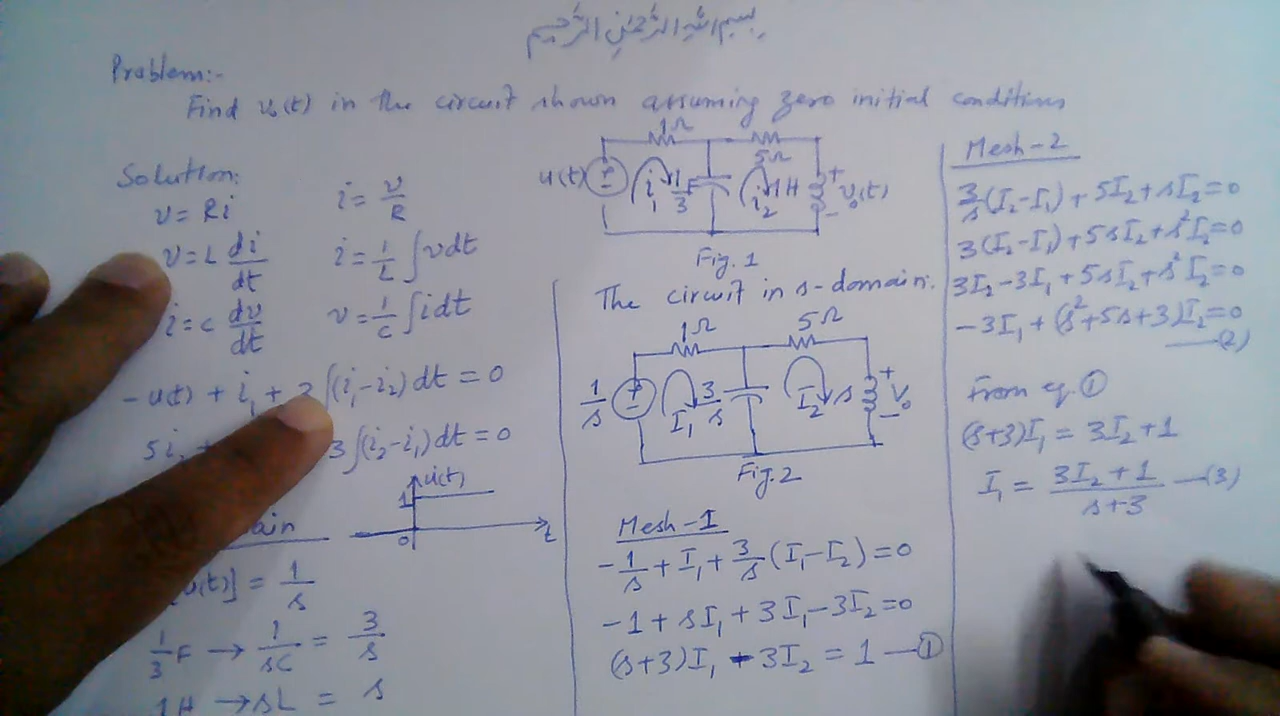 بِسْمِ اللهِ الرَّحْمٰنِ الرَّحِيْمِ
Problem:-
Find v₀(t) in the circuit shown assuming zero initial conditions
Solution:
v = Ri
i = v/R
v = L di/dt
i = 1/L ∫vdt
i = c dv/dt
v = 1/c ∫idt
-u(t) + i₁ + 3∫(i₁-i₂)dt = 0
5i₂ + 3∫(i₂-i₁)dt = 0
u(t)
1
0
t
u(t)] = 1/s
1/3 F → 1/sC = 3/s
1H → sL = s
1Ω
5Ω
u(t) + - i₁ 1/3 F i₂ 1H + v₀(t) -
Fig. 1
The circuit in s-domain:
1Ω
5Ω
1/s + - I₁ 3/s I₂ s + V₀ -
Fig. 2
Mesh-1
-1/s + I₁ + 3/s (I₁-I₂) = 0
-1 + sI₁ + 3I₁ - 3I₂ = 0
(s+3)I₁ - 3I₂ = 1 —①
Mesh-2
3/s (I₂-I₁) + 5I₂ + sI₂ = 0
3(I₂-I₁) + 5sI₂ + s²I₂ = 0
3I₂ - 3I₁ + 5sI₂ + s²I₂ = 0
-3I₁ + (s²+5s+3)I₂ = 0
—(2)
From eq. ①
(s+3)I₁ = 3I₂+1
I₁ = (3I₂+1)/(s+3) —(3)